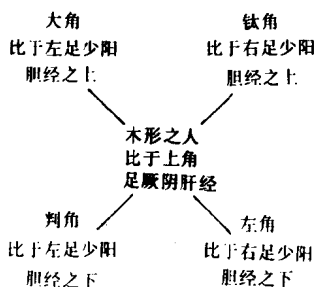 大角
比于左足少阳
胆经之上
钛角
比于右足少阳
胆经之上
木形之人
比于上角
足厥阴肝经
判角
比于左足少阳
胆经之下
左角
比于右足少阳
胆经之下